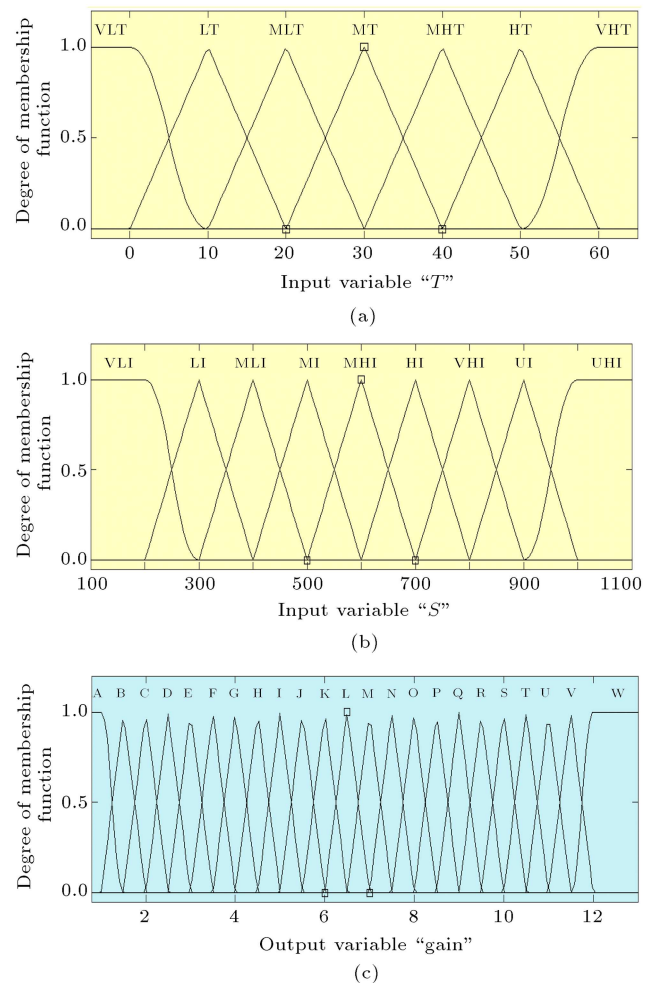 VLT LT MLT MT MHT HT VHT
1.0
0.5
0.0
Degree of membership
function
0 10 20 30 40 50 60
Input variable “T”
(a)
VLI LI MLI MI MHI HI VHI UI UHI
1.0
0.5
0.0
Degree of membership
function
100 300 500 700 900 1100
Input variable “S”
(b)
A B C D E F G H I J K L M N O P Q R S T U V W
1.0
0.5
0.0
Degree of membership
function
2 4 6 8 10 12
Output variable “gain”
(c)